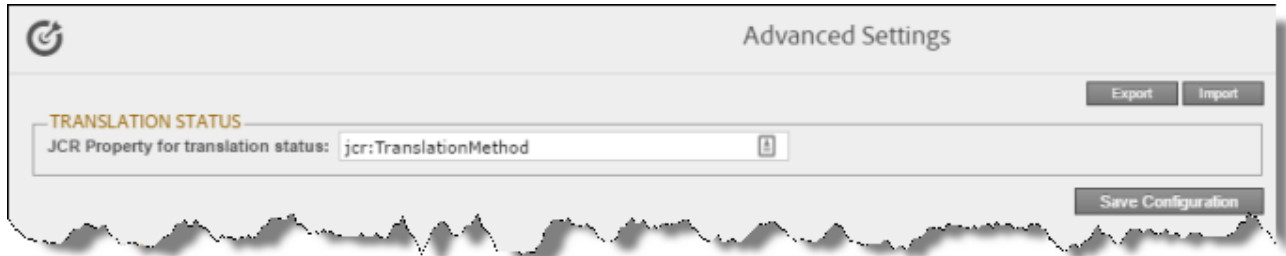 Advanced Settings
Export Import
TRANSLATION STATUS
JCR Property for translation status: jcr:TranslationMethod
Save Configuration